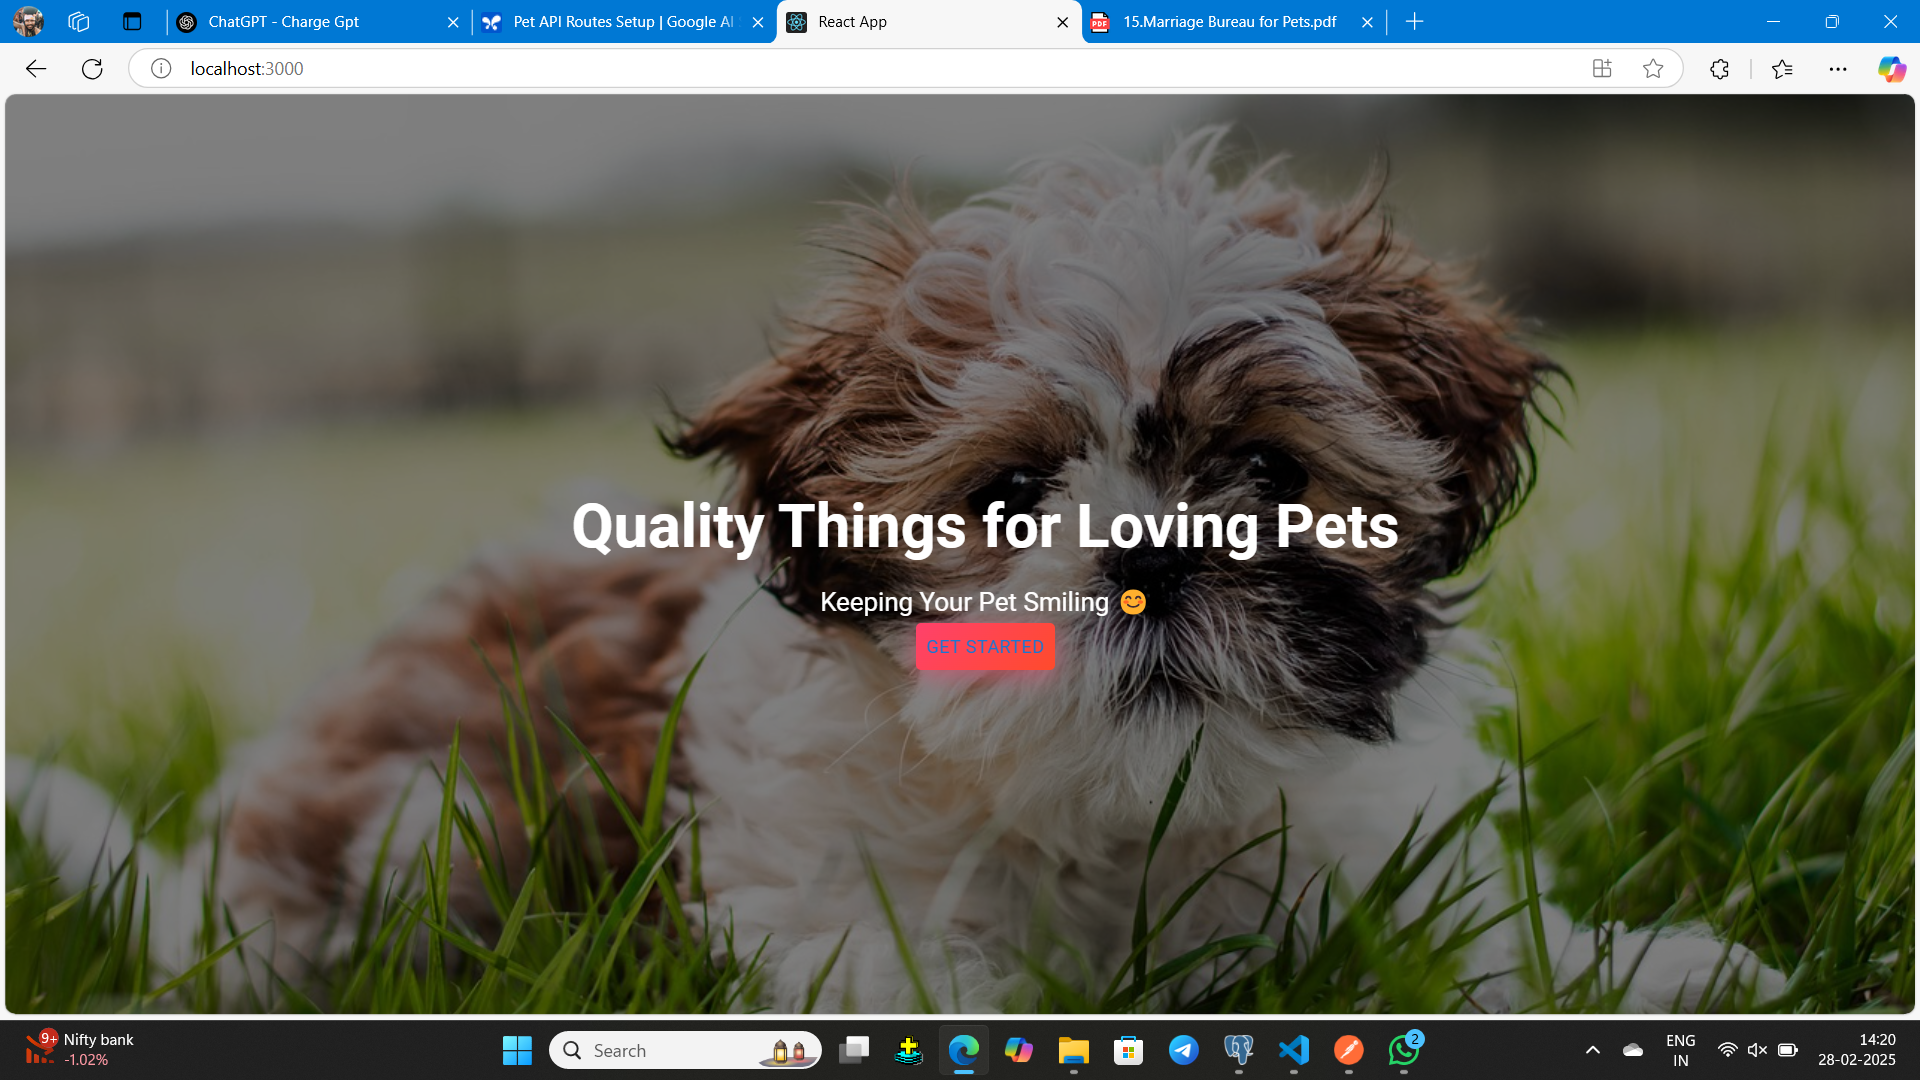 ChatGPT - Charge Gpt
Pet API Routes Setup | Google AI
React App
15.Marriage Bureau for Pets.pdf
localhost:3000
Quality Things for Loving Pets
Keeping Your Pet Smiling 😊
GET STARTED
9+
Nifty bank
-1.02%
Search
2
ENG
IN
14:20
28-02-2025